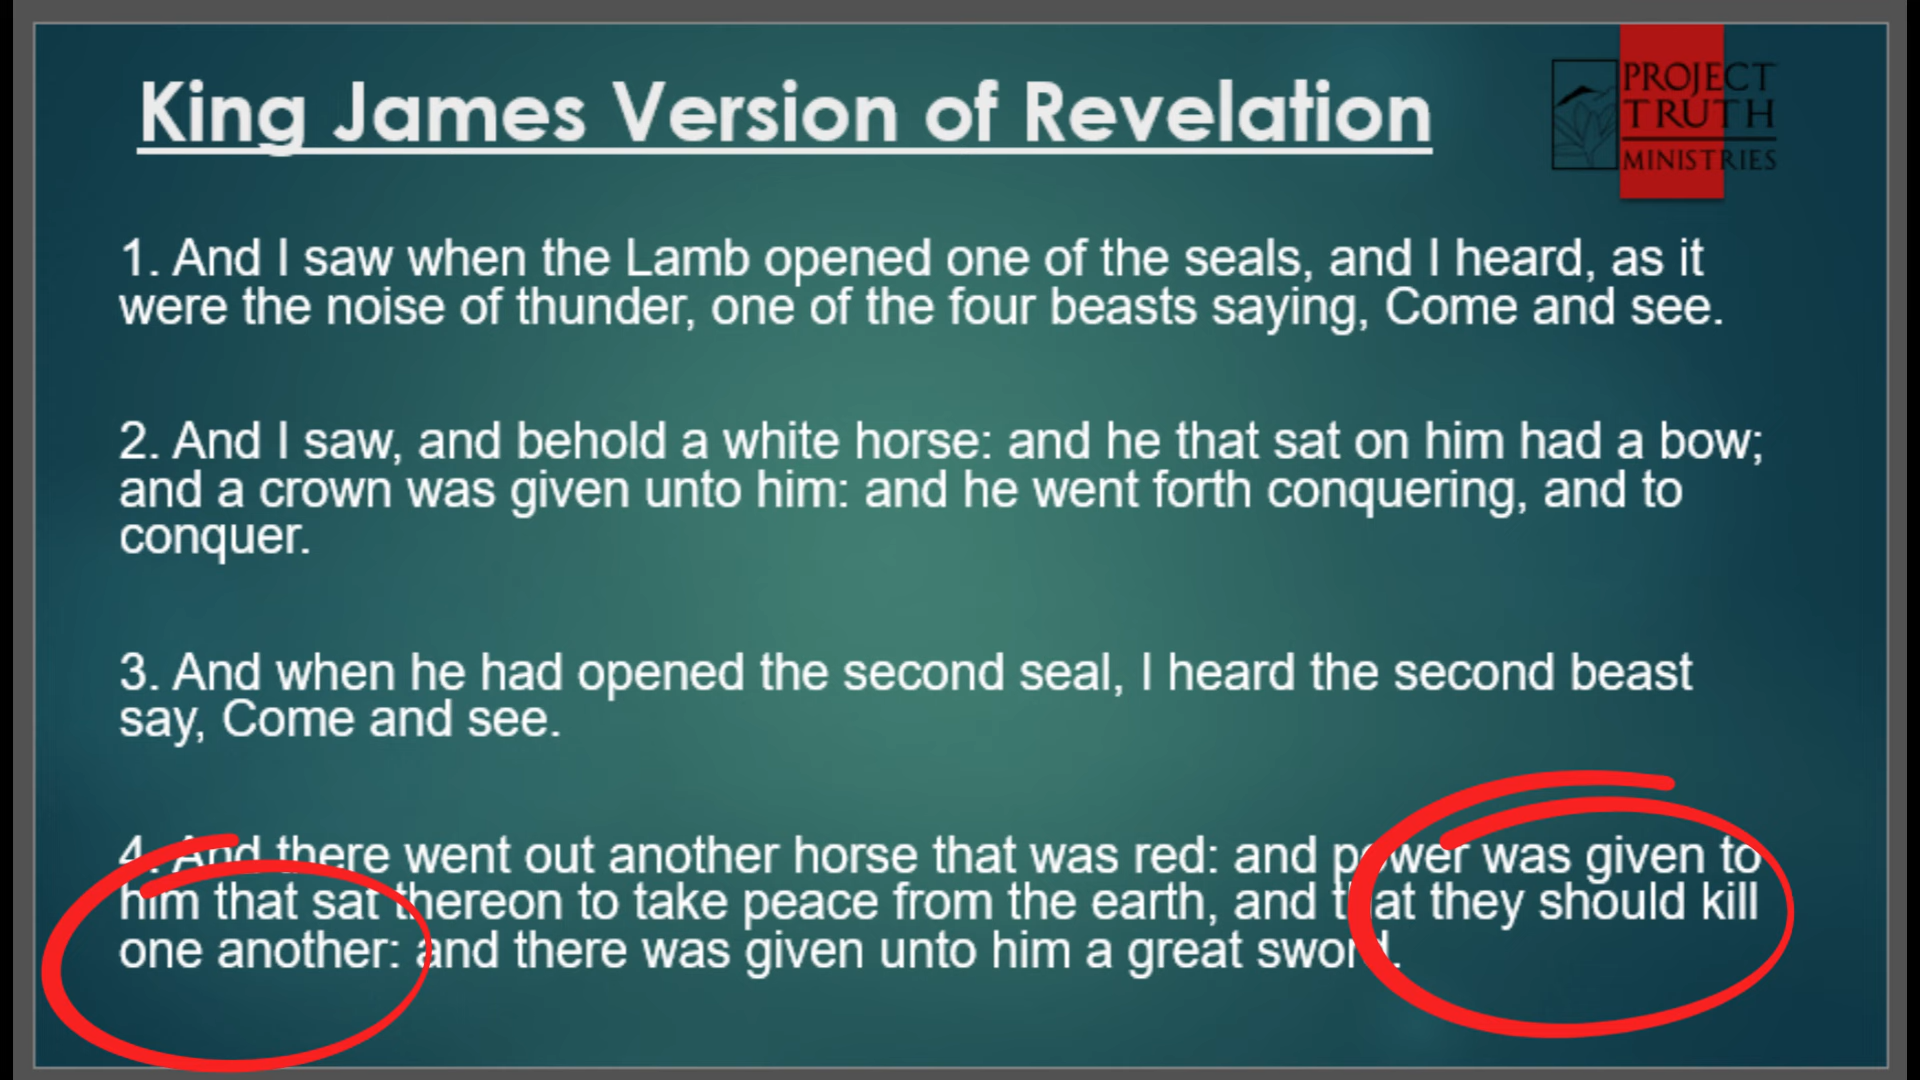 King James Version of Revelation
PROJECT
TRUTH
MINISTRIES
1. And I saw when the Lamb opened one of the seals, and I heard, as it
were the noise of thunder, one of the four beasts saying, Come and see.
2. And I saw, and behold a white horse: and he that sat on him had a bow;
and a crown was given unto him: and he went forth conquering, and to
conquer.
3. And when he had opened the second seal, I heard the second beast
say, Come and see.
4. And there went out another horse that was red: and power was given to
him that sat thereon to take peace from the earth, and that they should kill
one another: and there was given unto him a great sword.